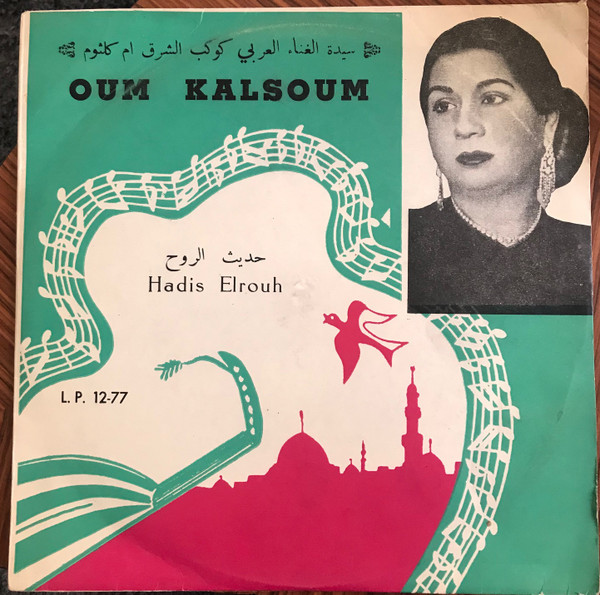 سيدة الغناء العربي كوكب الشرق ام كلثوم
OUM KALSOUM
حديث الروح
Hadis Elrouh
L. P. 12-77